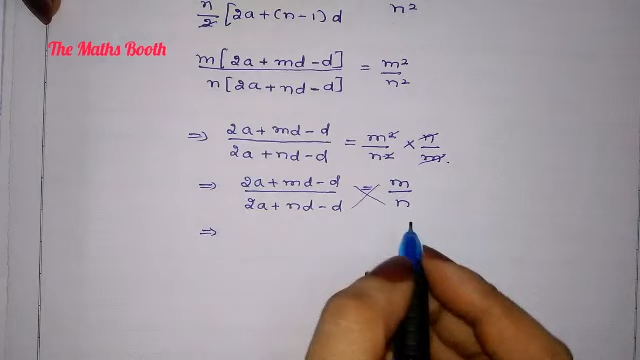 n/2 [2a+(n-1)d n²
The Maths Booth
m[2a+md-d] / n[2a+nd-d] = m²/n²
⇒ 2a+md-d / 2a+nd-d = m²/n² × n/m.
⇒ 2a+md-d / 2a+nd-d = m/n
⇒